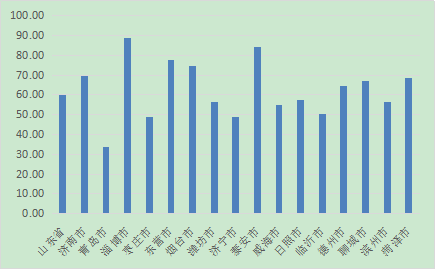 100.00
90.00
80.00
70.00
60.00
50.00
40.00
30.00
20.00
10.00
0.00
山东省
济南市
青岛市
淄博市
枣庄市
东营市
烟台市
潍坊市
济宁市
泰安市
威海市
日照市
临沂市
德州市
聊城市
滨州市
菏泽市